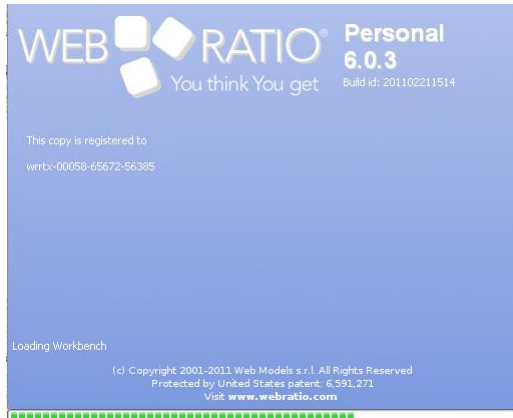 WEB RATIO®
You think You get
Personal
6.0.3
Build id: 201102211514
This copy is registered to
wrrtx-00058-65672-56385
Loading Workbench
(c) Copyright 2001-2011 Web Models s.r.l. All Rights Reserved
Protected by United States patent: 6,591,271
Visit www.webratio.com